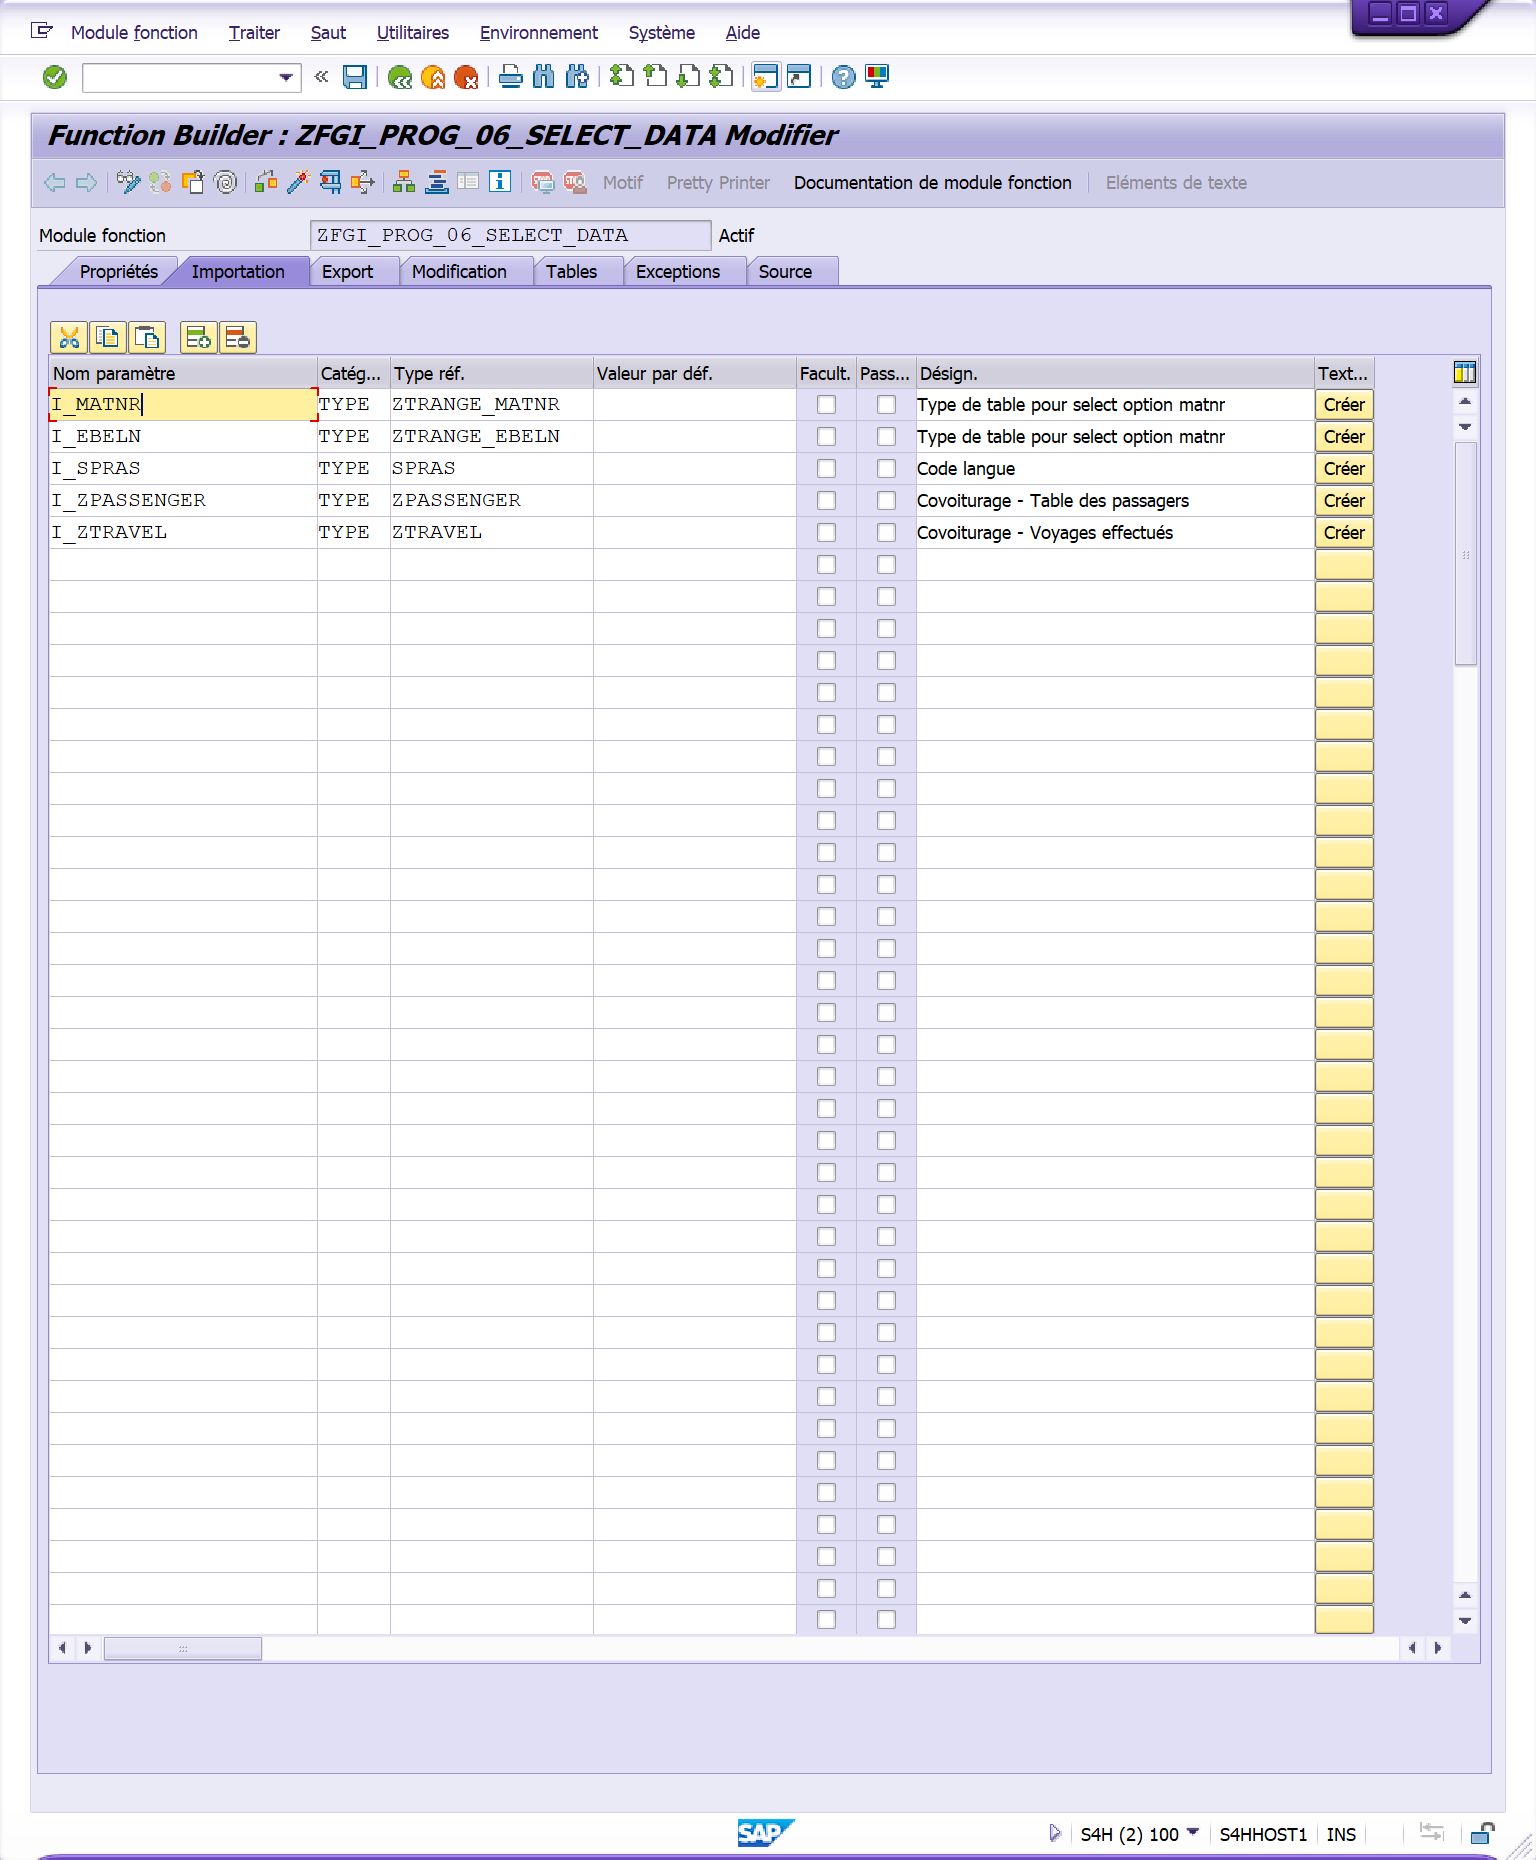 Module fonction Traiter Saut Utilitaires Environnement Système Aide
Function Builder : ZFGI_PROG_06_SELECT_DATA Modifier
Motif Pretty Printer Documentation de module fonction Eléments de texte
Module fonction ZFGI_PROG_06_SELECT_DATA Actif
Propriétés Importation Export Modification Tables Exceptions Source
Nom paramètre Catég... Type réf. Valeur par déf. Facult. Pass... Désign. Text...
I_MATNR TYPE ZTRANGE_MATNR Type de table pour select option matnr Créer
I_EBELN TYPE ZTRANGE_EBELN Type de table pour select option matnr Créer
I_SPRAS TYPE SPRAS Code langue Créer
I_ZPASSENGER TYPE ZPASSENGER Covoiturage - Table des passagers Créer
I_ZTRAVEL TYPE ZTRAVEL Covoiturage - Voyages effectués Créer
SAP S4H (2) 100 S4HHOST1 INS